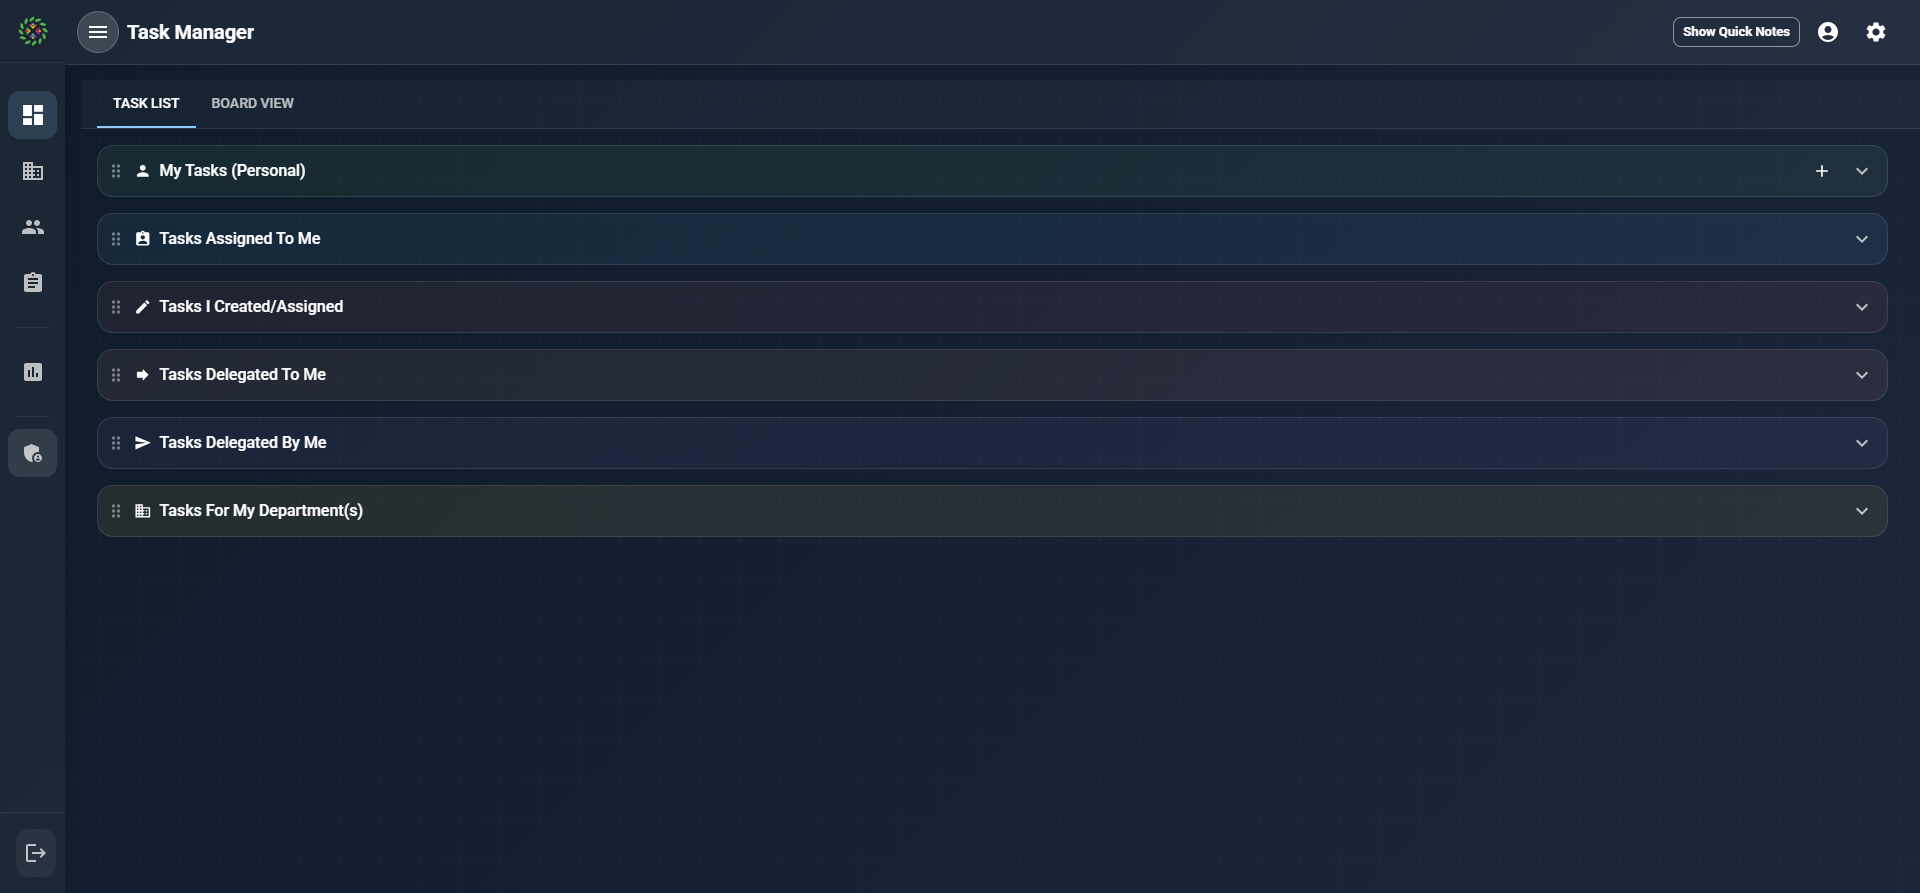 Task Manager
Show Quick Notes
TASK LIST
BOARD VIEW
My Tasks (Personal)
Tasks Assigned To Me
Tasks I Created/Assigned
Tasks Delegated To Me
Tasks Delegated By Me
Tasks For My Department(s)